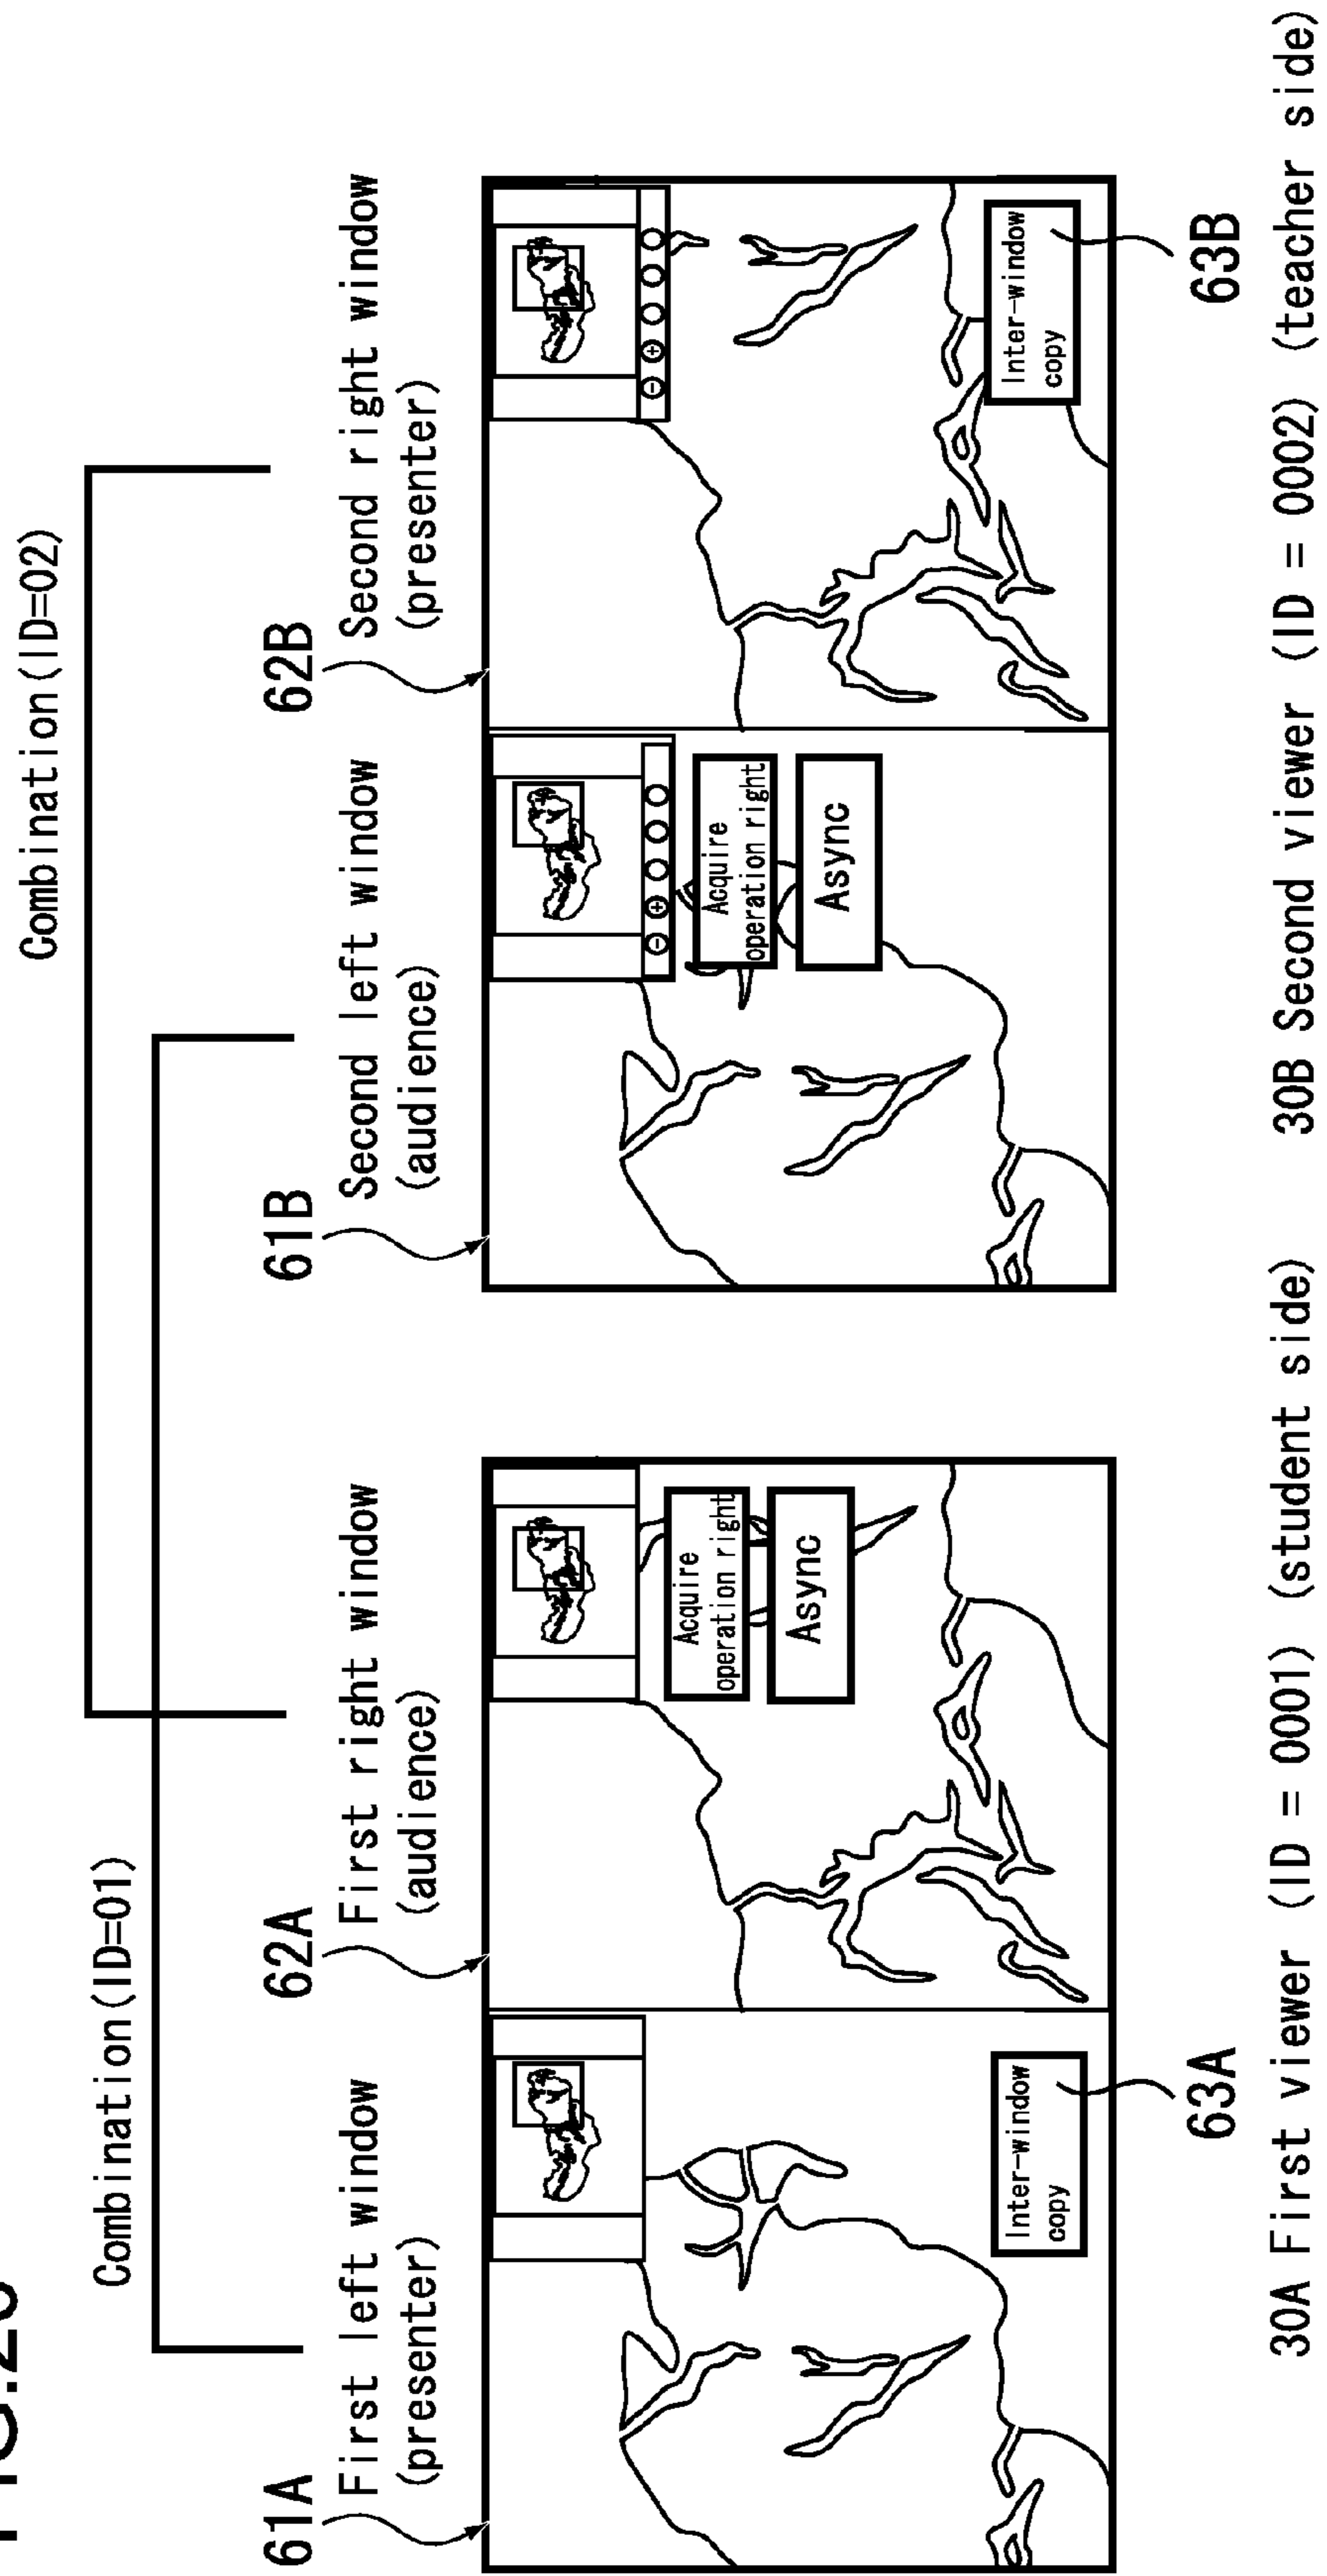 Combination(ID=02)
Combination(ID=01)
61A
First left window
(presenter)
62A
First right window
(audience)
61B
Second left window
(audience)
62B
Second right window
(presenter)
Inter-window
copy
63A
Acquire
operation right
Async
Acquire
operation right
Async
Inter-window
copy
63B
30A First viewer (ID = 0001) (student side)
30B Second viewer (ID = 0002) (teacher side)